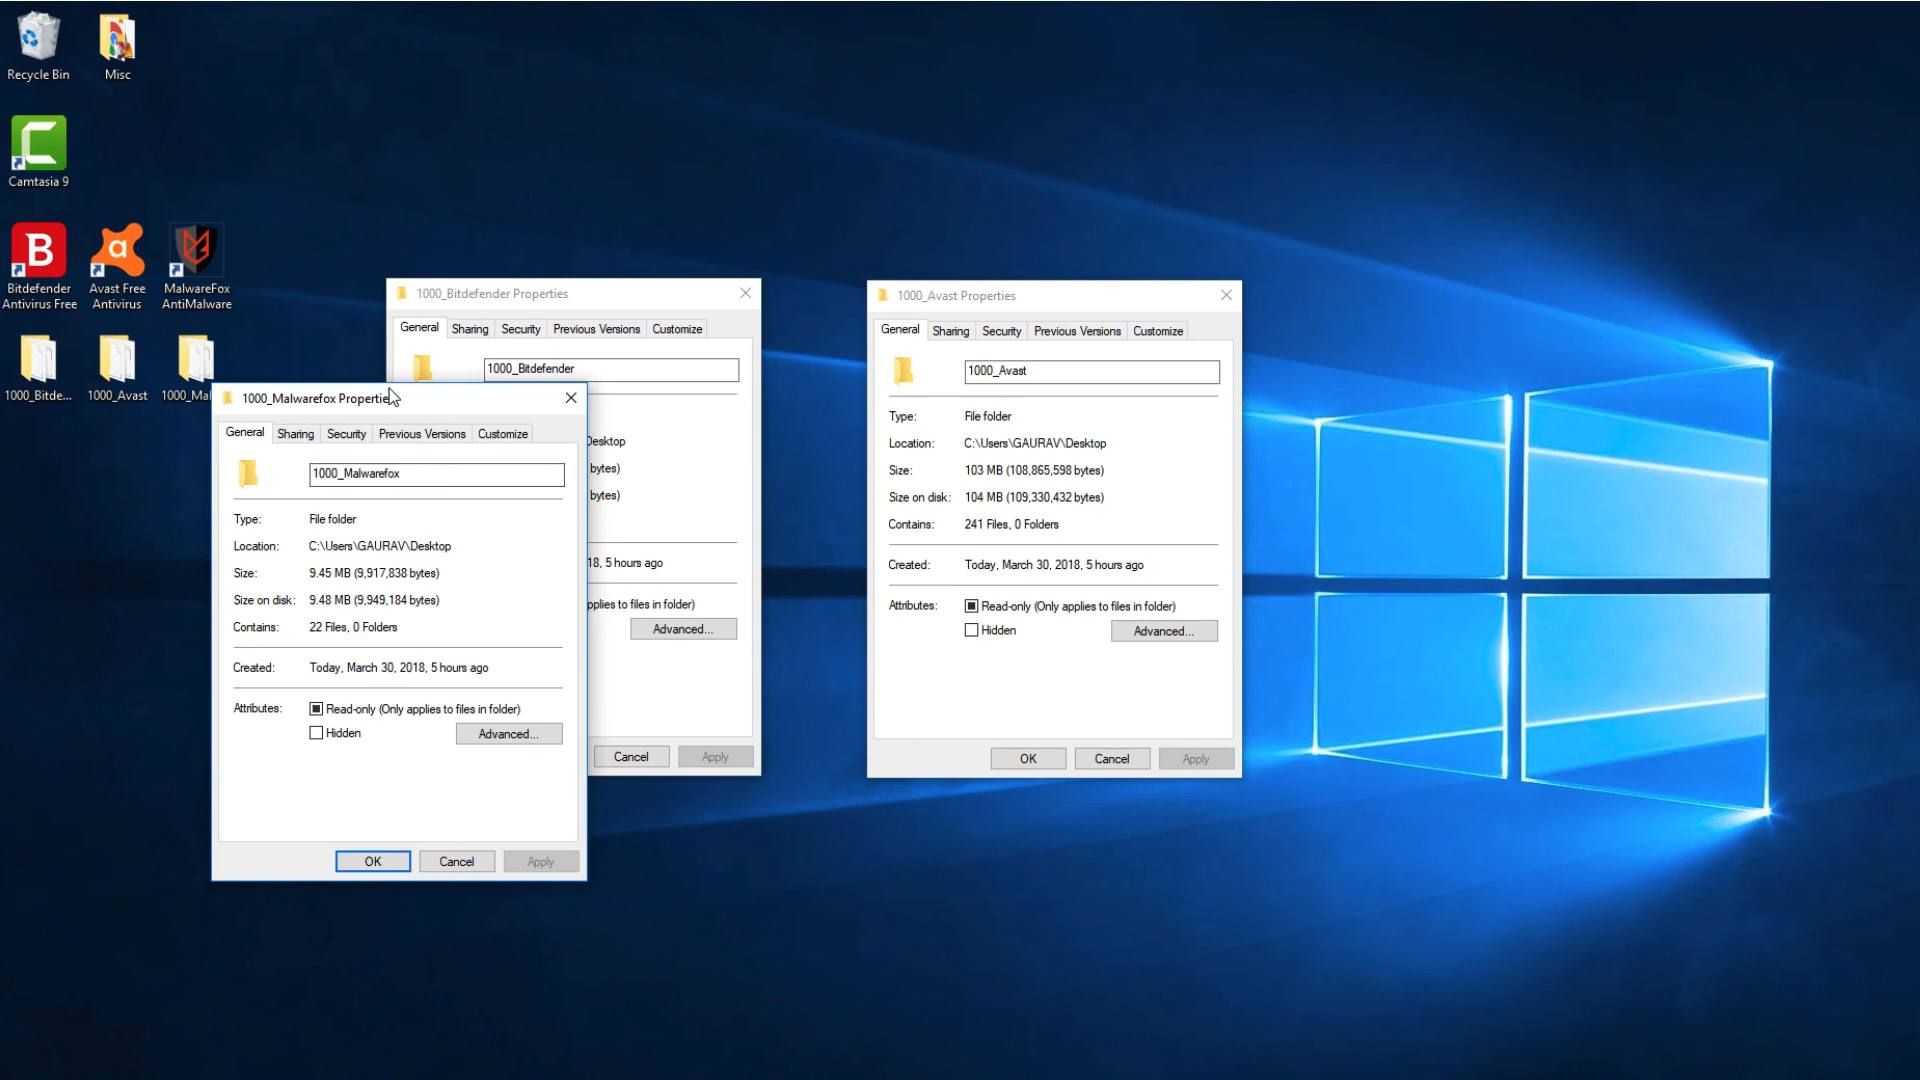 Recycle Bin
Misc
Camtasia 9
Bitdefender
Antivirus Free
Avast Free
Antivirus
MalwareFox
AntiMalware
1000_Bitde...
1000_Avast
1000_Mal
1000_Bitdefender Properties
General Sharing Security Previous Versions Customize
1000_Bitdefender
Desktop
bytes)
bytes)
18, 5 hours ago
pplies to files in folder)
Advanced...
Cancel Apply
1000_Malwarefox Properties
General Sharing Security Previous Versions Customize
1000_Malwarefox
Type: File folder
Location: C:\Users\GAURAV\Desktop
Size: 9.45 MB (9,917,838 bytes)
Size on disk: 9.48 MB (9,949,184 bytes)
Contains: 22 Files, 0 Folders
Created: Today, March 30, 2018, 5 hours ago
Attributes: Read-only (Only applies to files in folder)
Hidden Advanced...
OK Cancel Apply
1000_Avast Properties
General Sharing Security Previous Versions Customize
1000_Avast
Type: File folder
Location: C:\Users\GAURAV\Desktop
Size: 103 MB (108,865,598 bytes)
Size on disk: 104 MB (109,330,432 bytes)
Contains: 241 Files, 0 Folders
Created: Today, March 30, 2018, 5 hours ago
Attributes: Read-only (Only applies to files in folder)
Hidden Advanced...
OK Cancel Apply